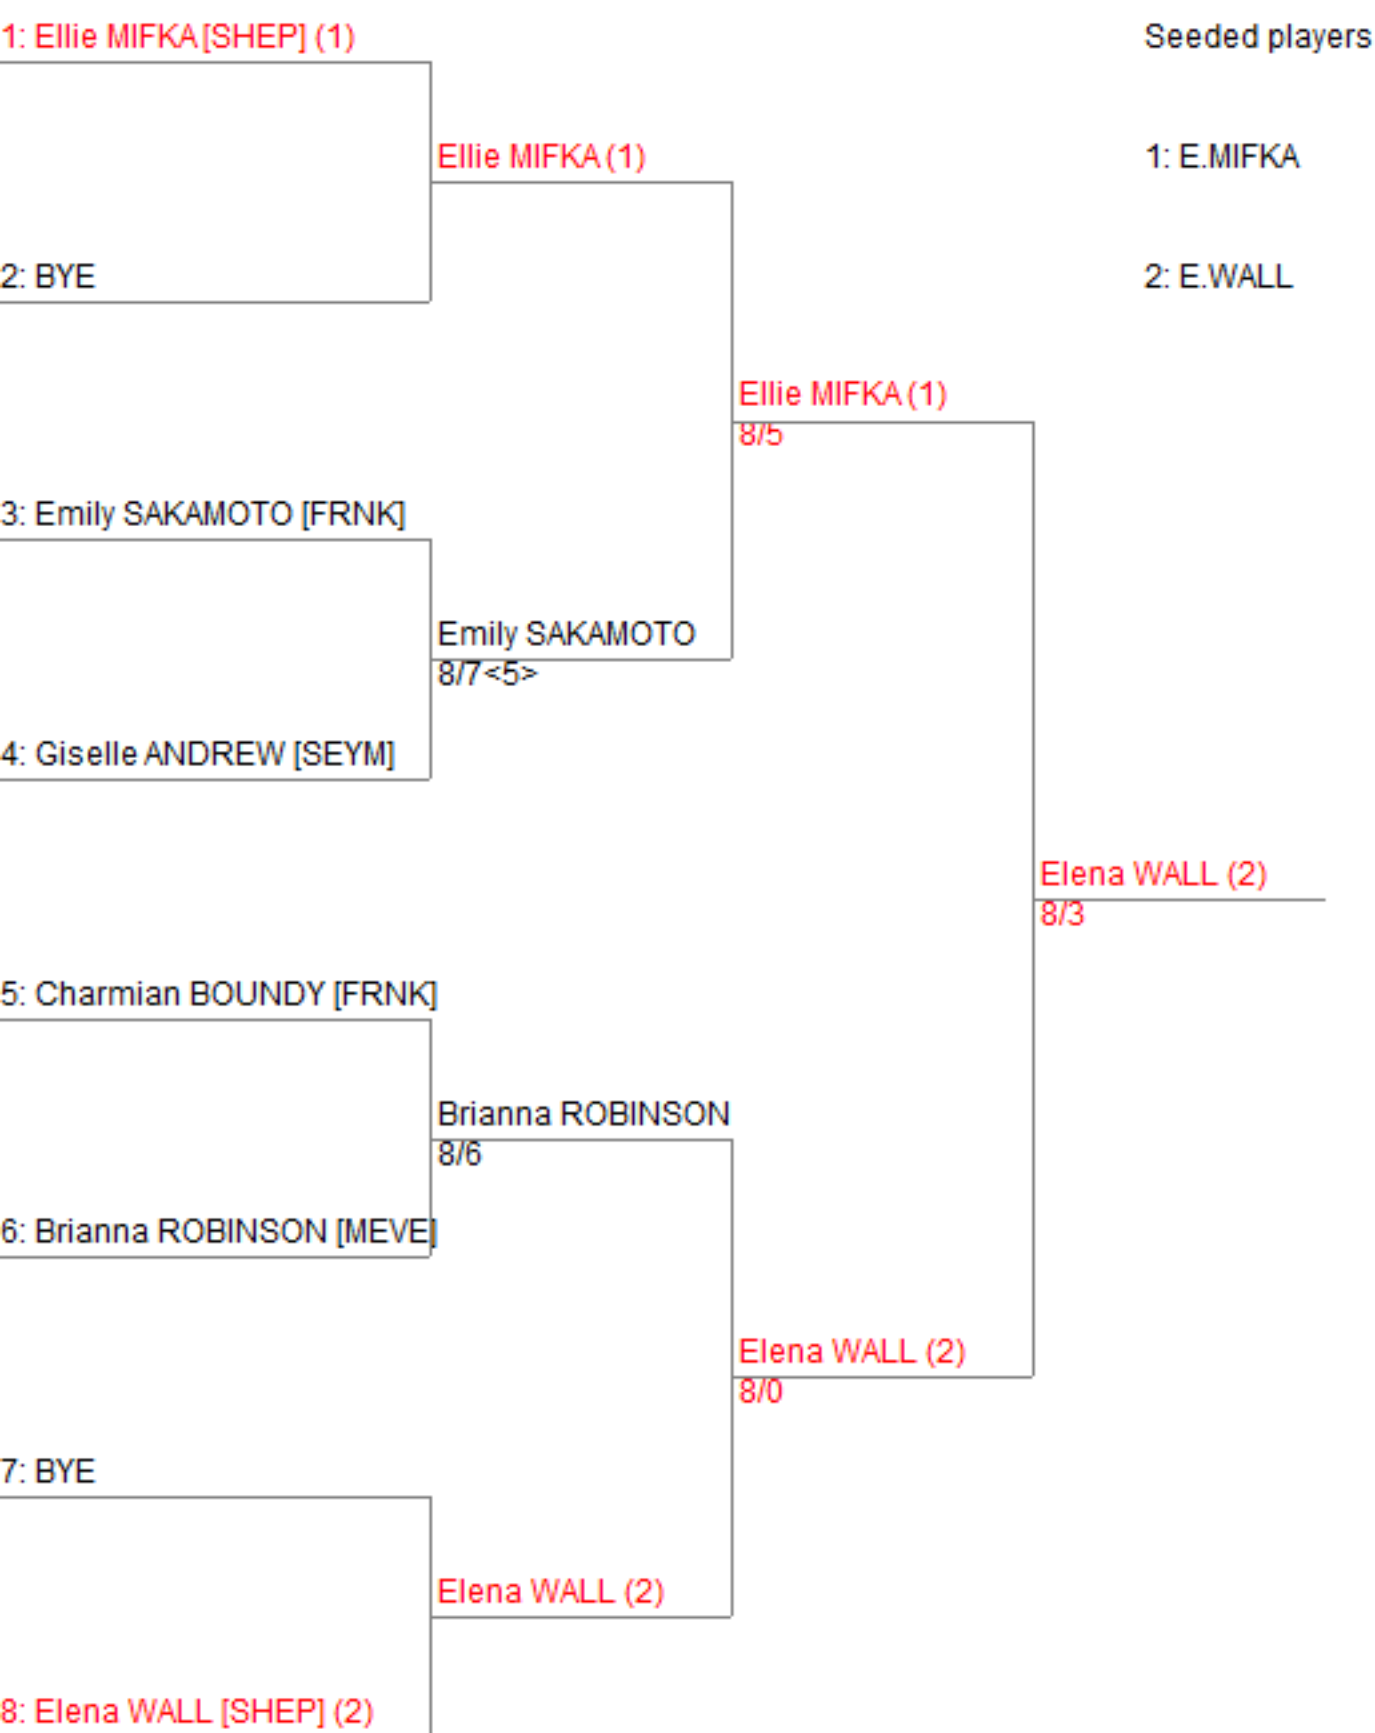 1: Ellie MIFKA [SHEP] (1)
Seeded players
Ellie MIFKA (1)
1: E.MIFKA
2: BYE
2: E.WALL
Ellie MIFKA (1)
8/5
3: Emily SAKAMOTO [FRNK]
Emily SAKAMOTO
8/7<5>
4: Giselle ANDREW [SEYM]
Elena WALL (2)
8/3
5: Charmian BOUNDY [FRNK]
Brianna ROBINSON
8/6
6: Brianna ROBINSON [MEVE]
Elena WALL (2)
8/0
7: BYE
Elena WALL (2)
8: Elena WALL [SHEP] (2)